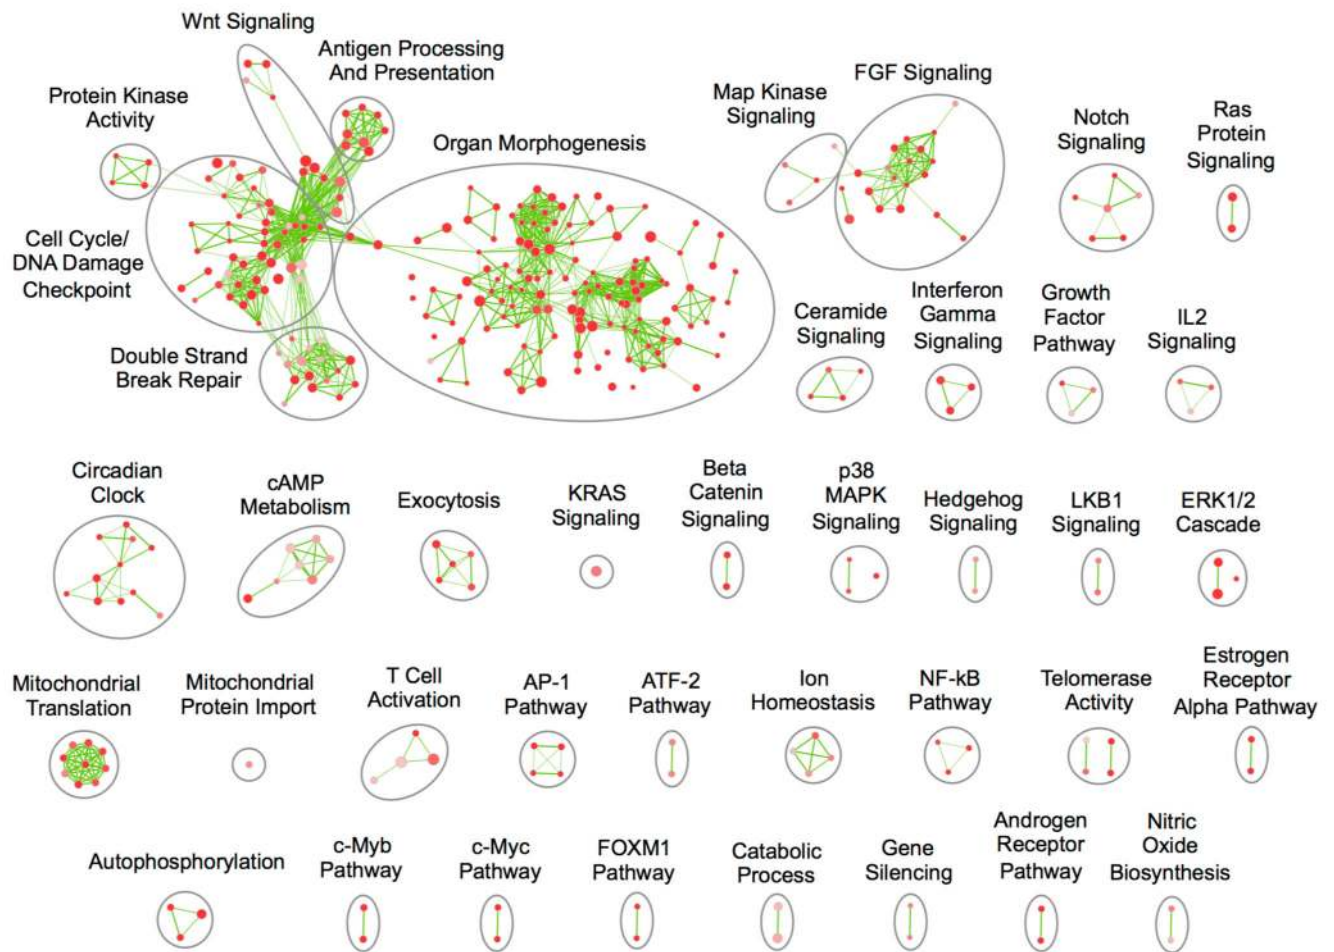 Wnt Signaling
Antigen Processing
And Presentation
Protein Kinase
Activity
Organ Morphogenesis
Map Kinase
Signaling
FGF Signaling
Notch
Signaling
Ras
Protein
Signaling
Cell Cycle/
DNA Damage
Checkpoint
Double Strand
Break Repair
Ceramide
Signaling
Interferon
Gamma
Signaling
Growth
Factor
Pathway
IL2
Signaling
Circadian
Clock
cAMP
Metabolism
Exocytosis
KRAS
Signaling
Beta
Catenin
Signaling
p38
MAPK
Signaling
Hedgehog
Signaling
LKB1
Signaling
ERK1/2
Cascade
Mitochondrial
Translation
Mitochondrial
Protein Import
T Cell
Activation
AP-1
Pathway
ATF-2
Pathway
Ion
Homeostasis
NF-kB
Pathway
Telomerase
Activity
Estrogen
Receptor
Alpha Pathway
Autophosphorylation
c-Myb
Pathway
c-Myc
Pathway
FOXM1
Pathway
Catabolic
Process
Gene
Silencing
Androgen
Receptor
Pathway
Nitric
Oxide
Biosynthesis